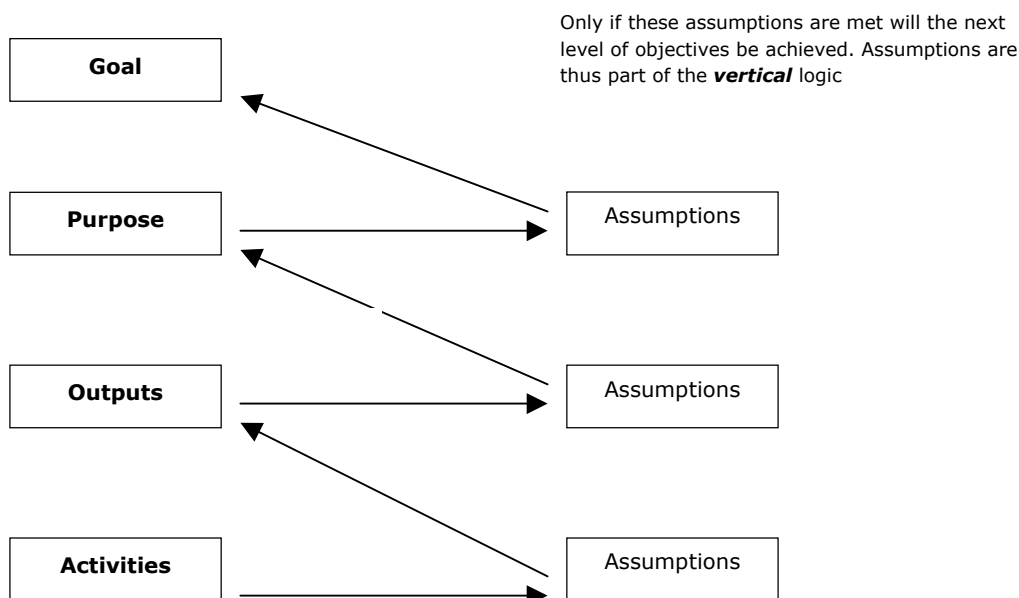 Only if these assumptions are met will the next
level of objectives be achieved. Assumptions are
thus part of the vertical logic
Goal
Purpose
Assumptions
Outputs
Assumptions
Activities
Assumptions